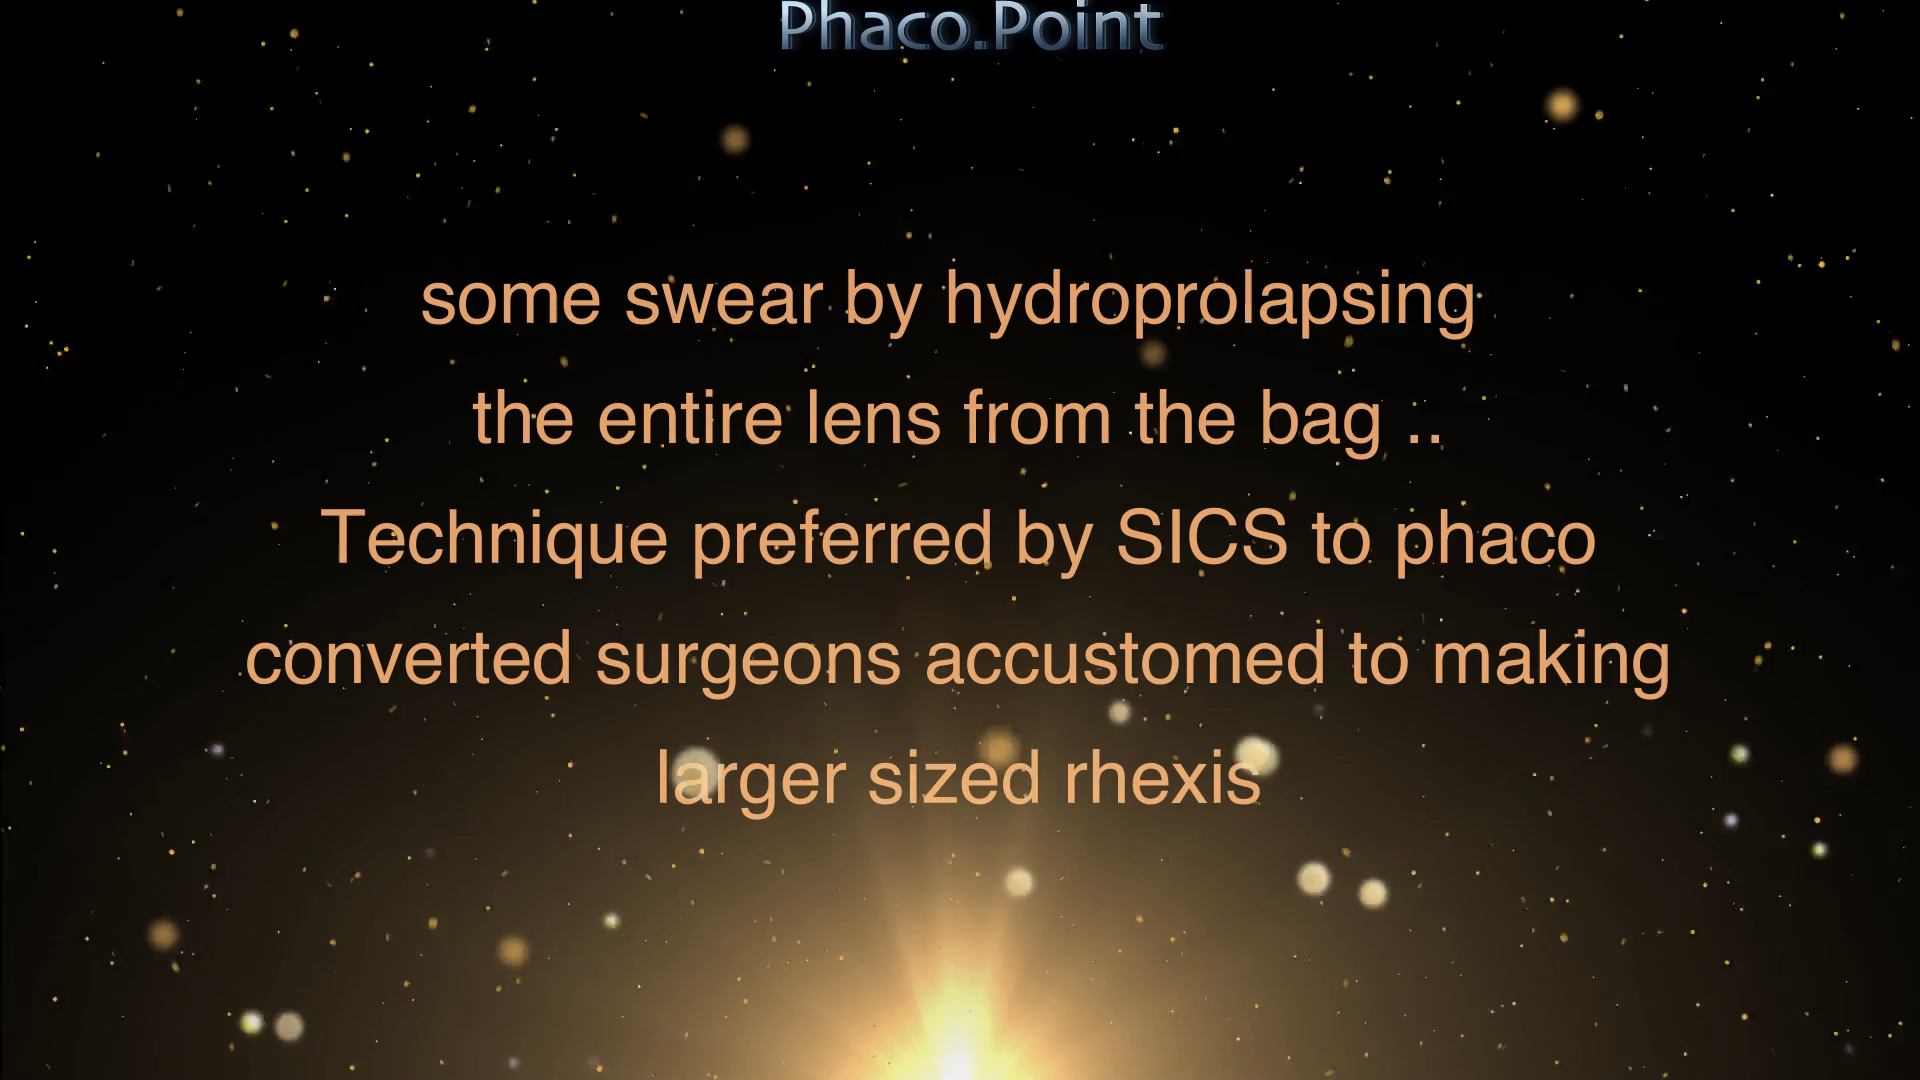 Phaco.Point
some swear by hydroprolapsing
the entire lens from the bag ..
Technique preferred by SICS to phaco
converted surgeons accustomed to making
larger sized rhexis